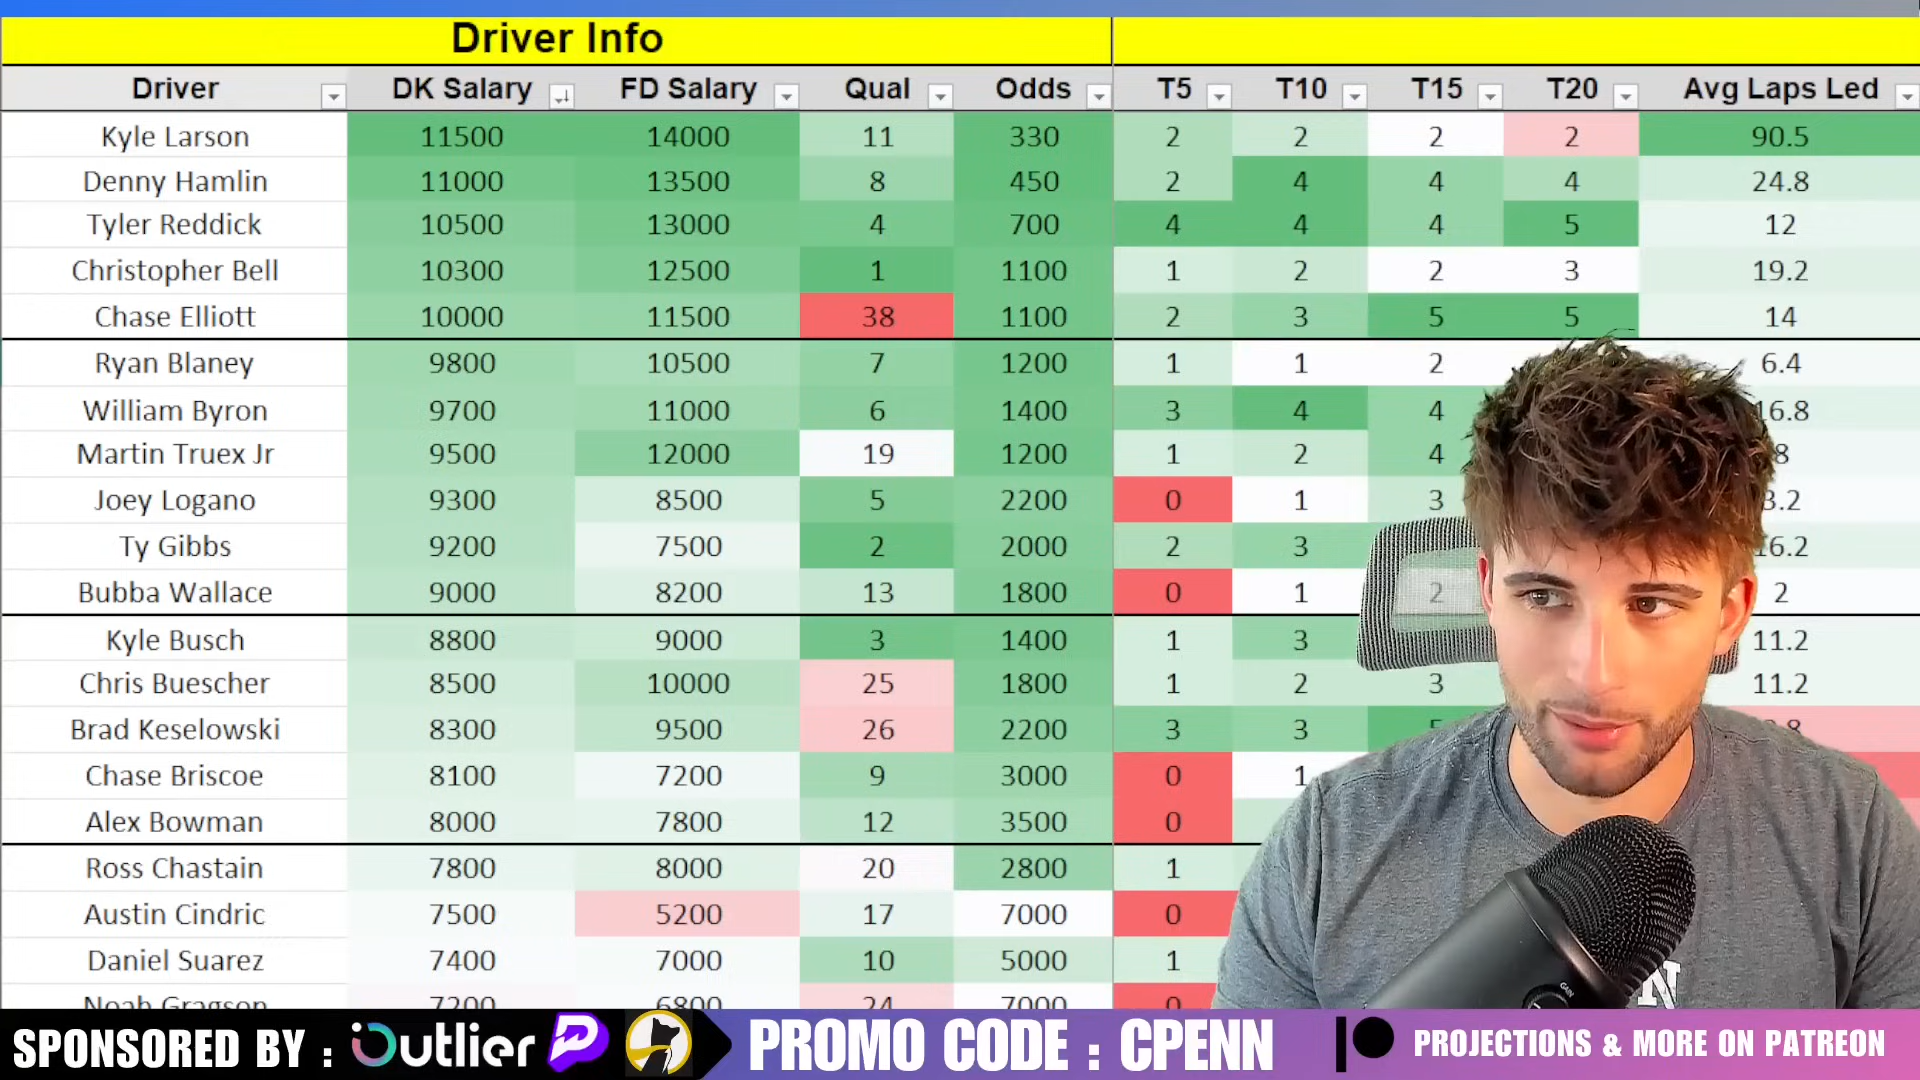 Driver Info
Driver DK Salary FD Salary Qual Odds T5 T10 T15 T20 Avg Laps Led
Kyle Larson 11500 14000 11 330 2 2 2 2 90.5
Denny Hamlin 11000 13500 8 450 2 4 4 4 24.8
Tyler Reddick 10500 13000 4 700 4 4 4 5 12
Christopher Bell 10300 12500 1 1100 1 2 2 3 19.2
Chase Elliott 10000 11500 38 1100 2 3 5 5 14
Ryan Blaney 9800 10500 7 1200 1 1 2 6.4
William Byron 9700 11000 6 1400 3 4 4 16.8
Martin Truex Jr 9500 12000 19 1200 1 2 4
Joey Logano 9300 8500 5 2200 0 1 3
Ty Gibbs 9200 7500 2 2000 2 3
Bubba Wallace 9000 8200 13 1800 0 1 2 2
Kyle Busch 8800 9000 3 1400 1 3 11.2
Chris Buescher 8500 10000 25 1800 1 2 3 11.2
Brad Keselowski 8300 9500 26 2200 3 3
Chase Briscoe 8100 7200 9 3000 0 1
Alex Bowman 8000 7800 12 3500 0
Ross Chastain 7800 8000 20 2800 1
Austin Cindric 7500 5200 17 7000 0
Daniel Suarez 7400 7000 10 5000 1
Noah Gragson 7200 6800 24 7000 0
GAIN
N
SPONSORED BY : Outlier P PROMO CODE : CPENN PROJECTIONS & MORE ON PATREON